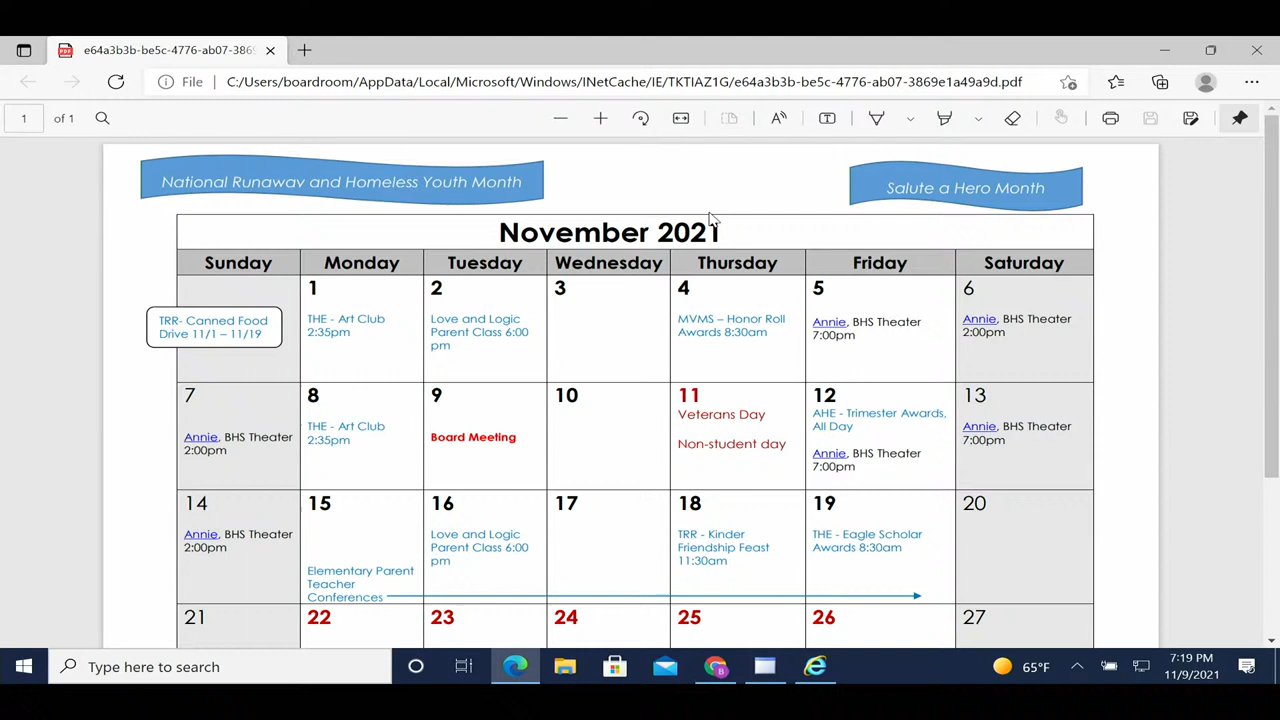 e64a3b3b-be5c-4776-ab07-3869
File C:/Users/boardroom/AppData/Local/Microsoft/Windows/INetCache/IE/TKTIAZ1G/e64a3b3b-be5c-4776-ab07-3869e1a49a9d.pdf
1 of 1
National Runaway and Homeless Youth Month
Salute a Hero Month
November 2021
Sunday Monday Tuesday Wednesday Thursday Friday Saturday
TRR- Canned Food
Drive 11/1 – 11/19
1
THE - Art Club
2:35pm
2
Love and Logic
Parent Class 6:00
pm
3
4
MVMS – Honor Roll
Awards 8:30am
5
Annie, BHS Theater
7:00pm
6
Annie, BHS Theater
2:00pm
7
Annie, BHS Theater
2:00pm
8
THE - Art Club
2:35pm
9
Board Meeting
10
11
Veterans Day
Non-student day
12
AHE - Trimester Awards,
All Day
Annie, BHS Theater
7:00pm
13
Annie, BHS Theater
7:00pm
14
Annie, BHS Theater
2:00pm
15
Elementary Parent
Teacher
Conferences
16
Love and Logic
Parent Class 6:00
pm
17
18
TRR - Kinder
Friendship Feast
11:30am
19
THE - Eagle Scholar
Awards 8:30am
20
21
22
23
24
25
26
27
Type here to search
65°F
7:19 PM
11/9/2021